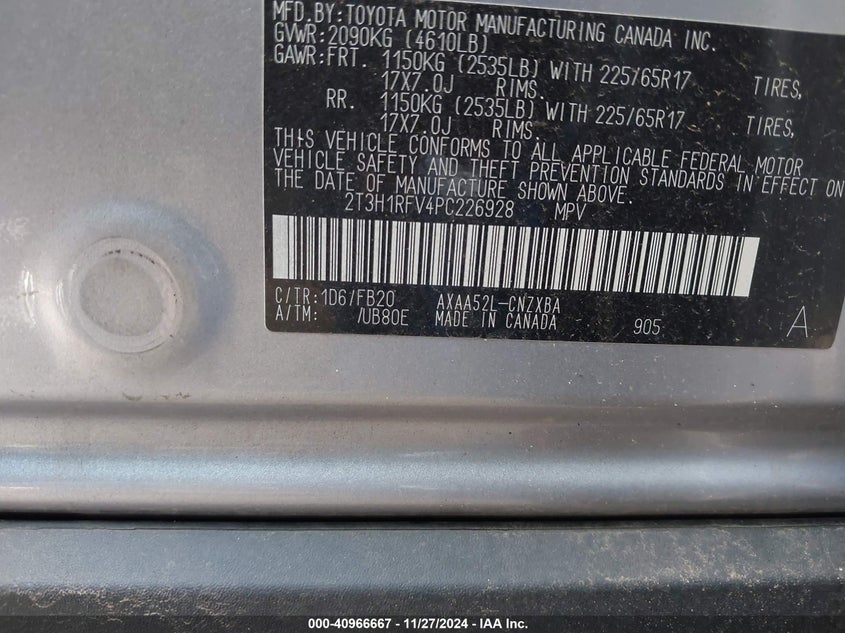 MFD.BY:TOYOTA MOTOR MANUFACTURING CANADA INC.
GVWR:2090KG (4610LB)
GAWR:FRT. 1150KG (2535LB) WITH 225/65R17 TIRES,
17X7.0J RIMS.
RR. 1150KG (2535LB) WITH 225/65R17 TIRES,
17X7.0J RIMS.
THIS VEHICLE CONFORMS TO ALL APPLICABLE FEDERAL MOTOR
VEHICLE SAFETY AND THEFT PREVENTION STANDARDS IN EFFECT ON
THE DATE OF MANUFACTURE SHOWN ABOVE.
2T3H1RFV4PC226928 MPV
C/TR:1D6/FB20 AXAA52L-CNZXBA
A/TM: /UB80E MADE IN CANADA 905 A
000-40966667 - 11/27/2024 - IAA Inc.